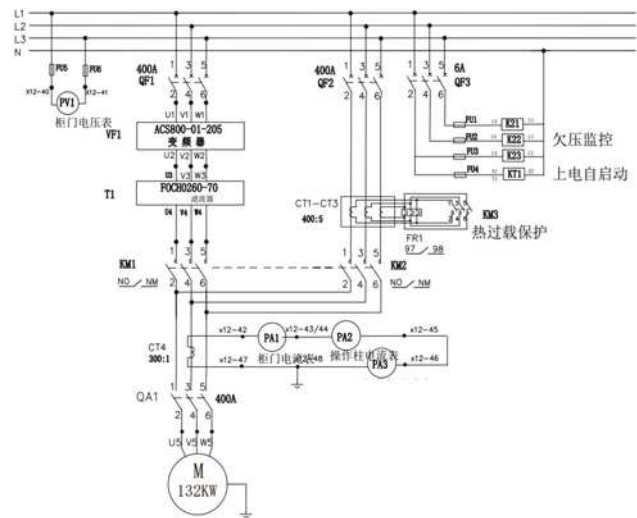 L1
L2
L3
N
FU5
FU6
X12-40
X12-41
PV1
柜门电压表
400A
QF1
1 3 5
2 4 6
U1 V1 W1
VF1
ACS800-01-205
变频器
U2 V2 W2
U3 V3 W3
T1
FOCH0260-70
滤波器
U4 V4 W4
400A
QF2
1 3 5
2 4 6
6A
QF3
1 3 5
2 4 6
FU1
K21
FU2
K22
FU3
K23
FU4
KT1
欠压监控
上电自启动
CT1-CT3
400:5
KM3
热过载保护
FR1
97 98
KM1
1 3 5
2 4 6
NO NM
KM2
1 3 5
2 4 6
NO NM
CT4
300:1
x12-42
PA1
x12-43/44
PA2
x12-45
柜门电流表
操作柱电流表
x12-47
PA3
x12-46
QA1
1 3 5
2 4 6
400A
U5 V5 W5
M
132KW